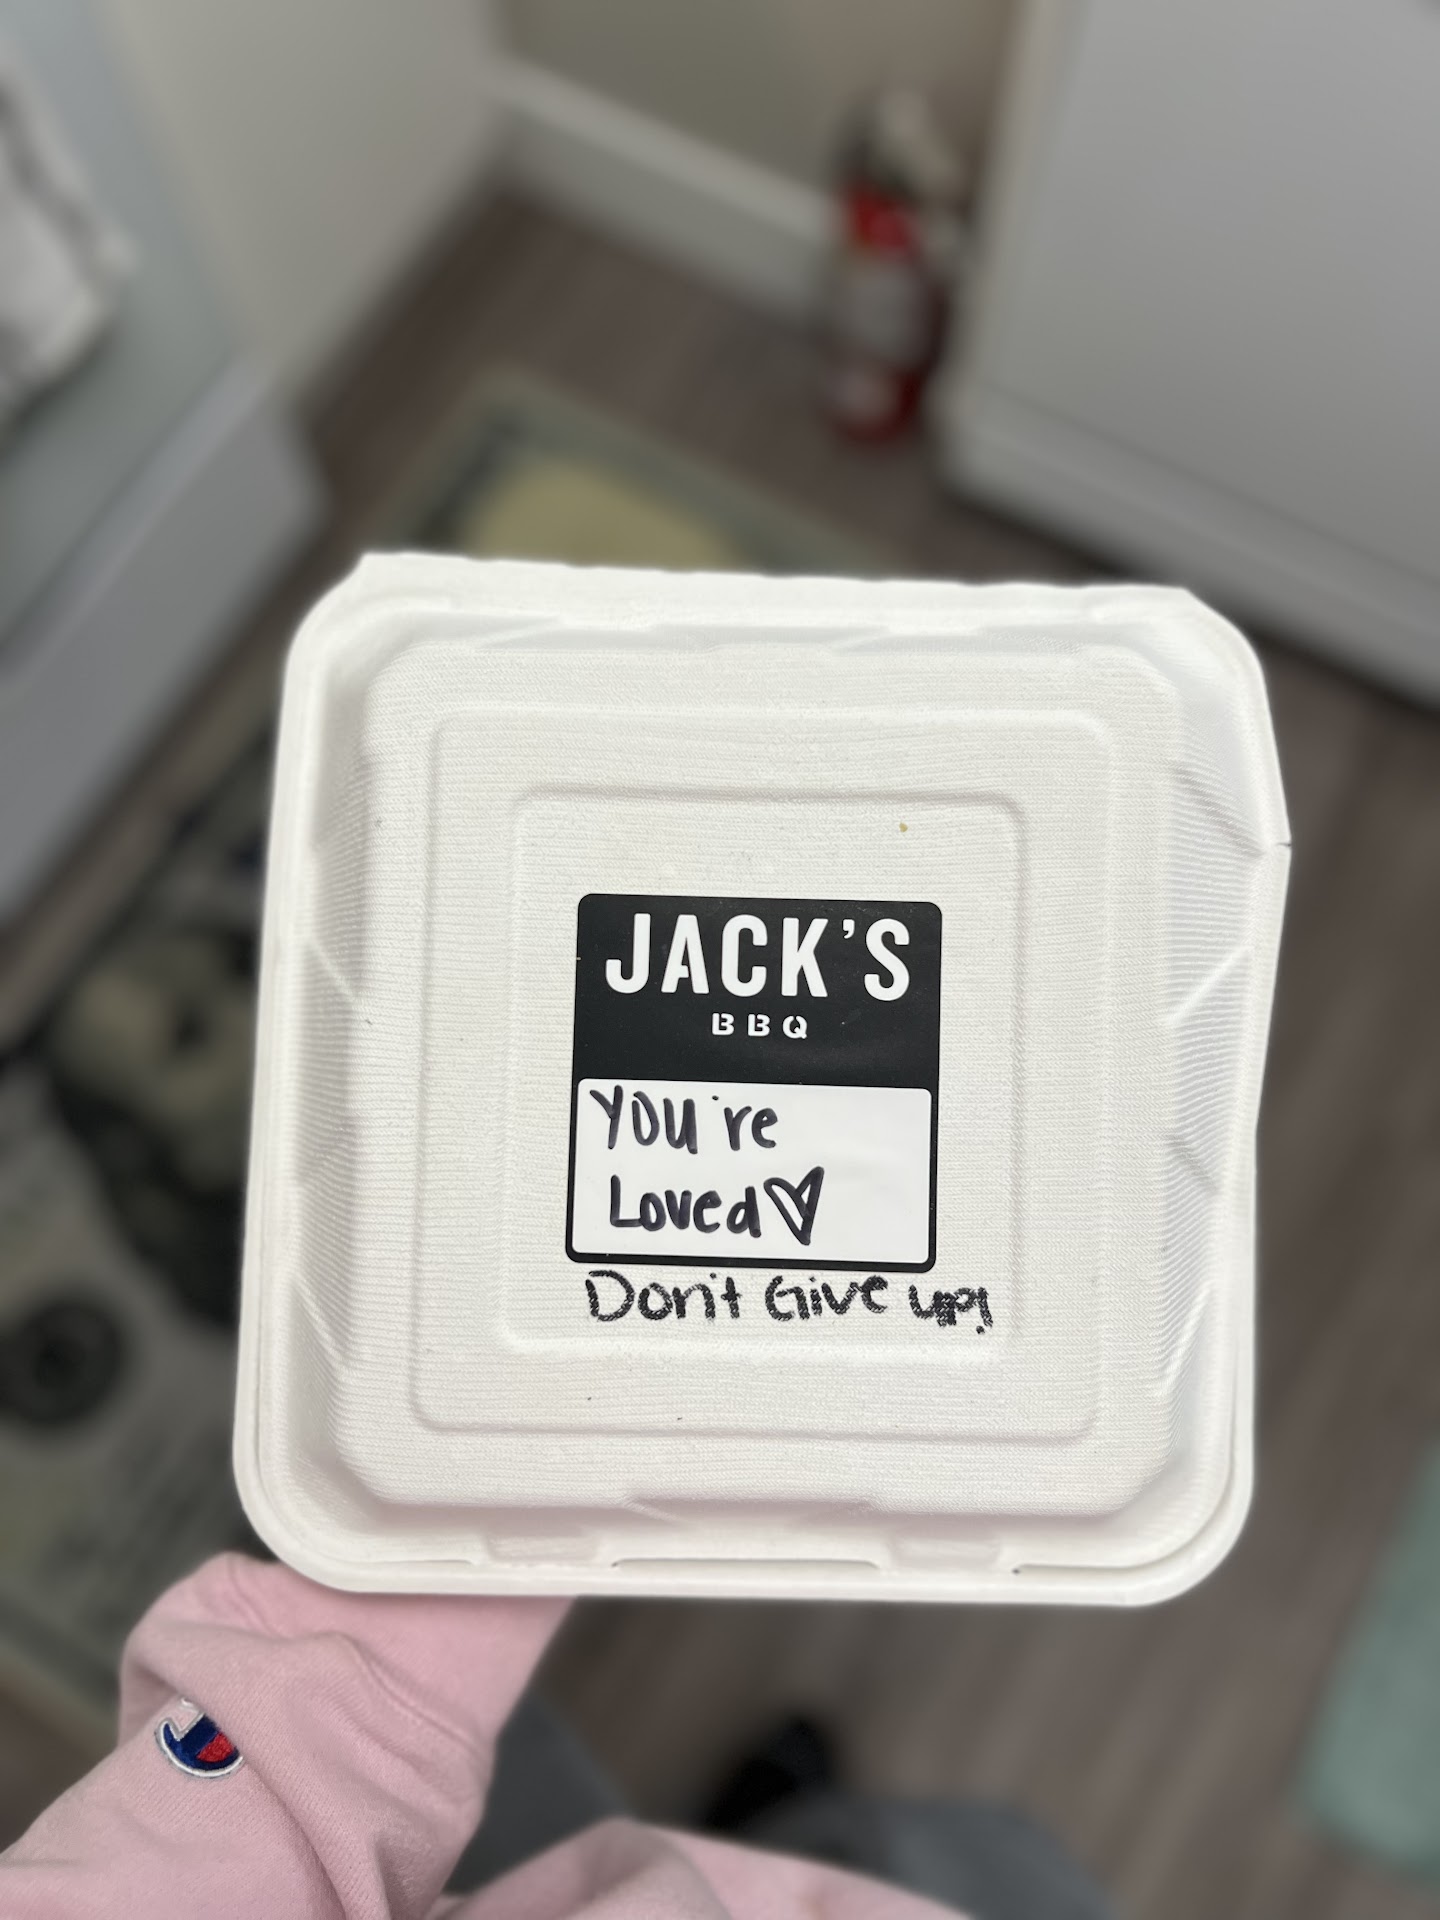 JACK'S
BBQ
You're
Loved♡
Don't Give up!